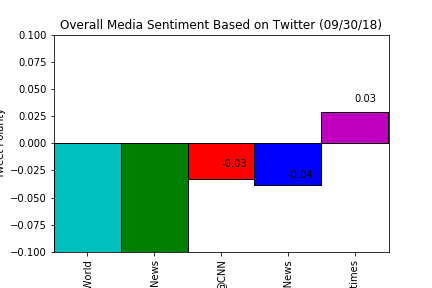 Overall Media Sentiment Based on Twitter (09/30/18)
0.100
0.075
0.050
0.025
0.000
−0.025
−0.050
−0.075
−0.100
Tweet Polarity
-0.03
-0.04
0.03
World
News
@CNN
News
times